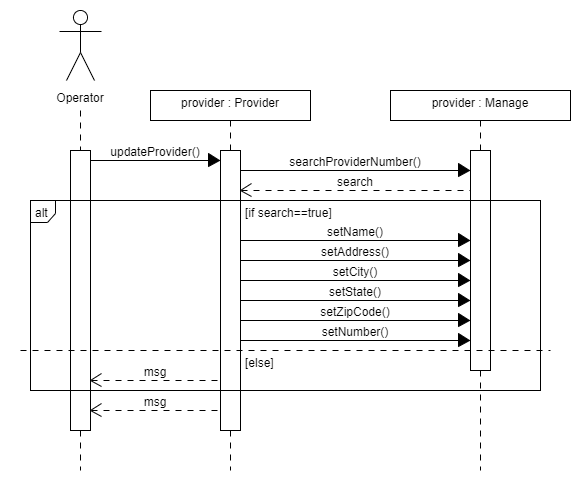 Operator
provider : Provider
provider : Manage
updateProvider()
searchProviderNumber()
search
alt
[if search==true]
setName()
setAddress()
setCity()
setState()
setZipCode()
setNumber()
[else]
msg
msg